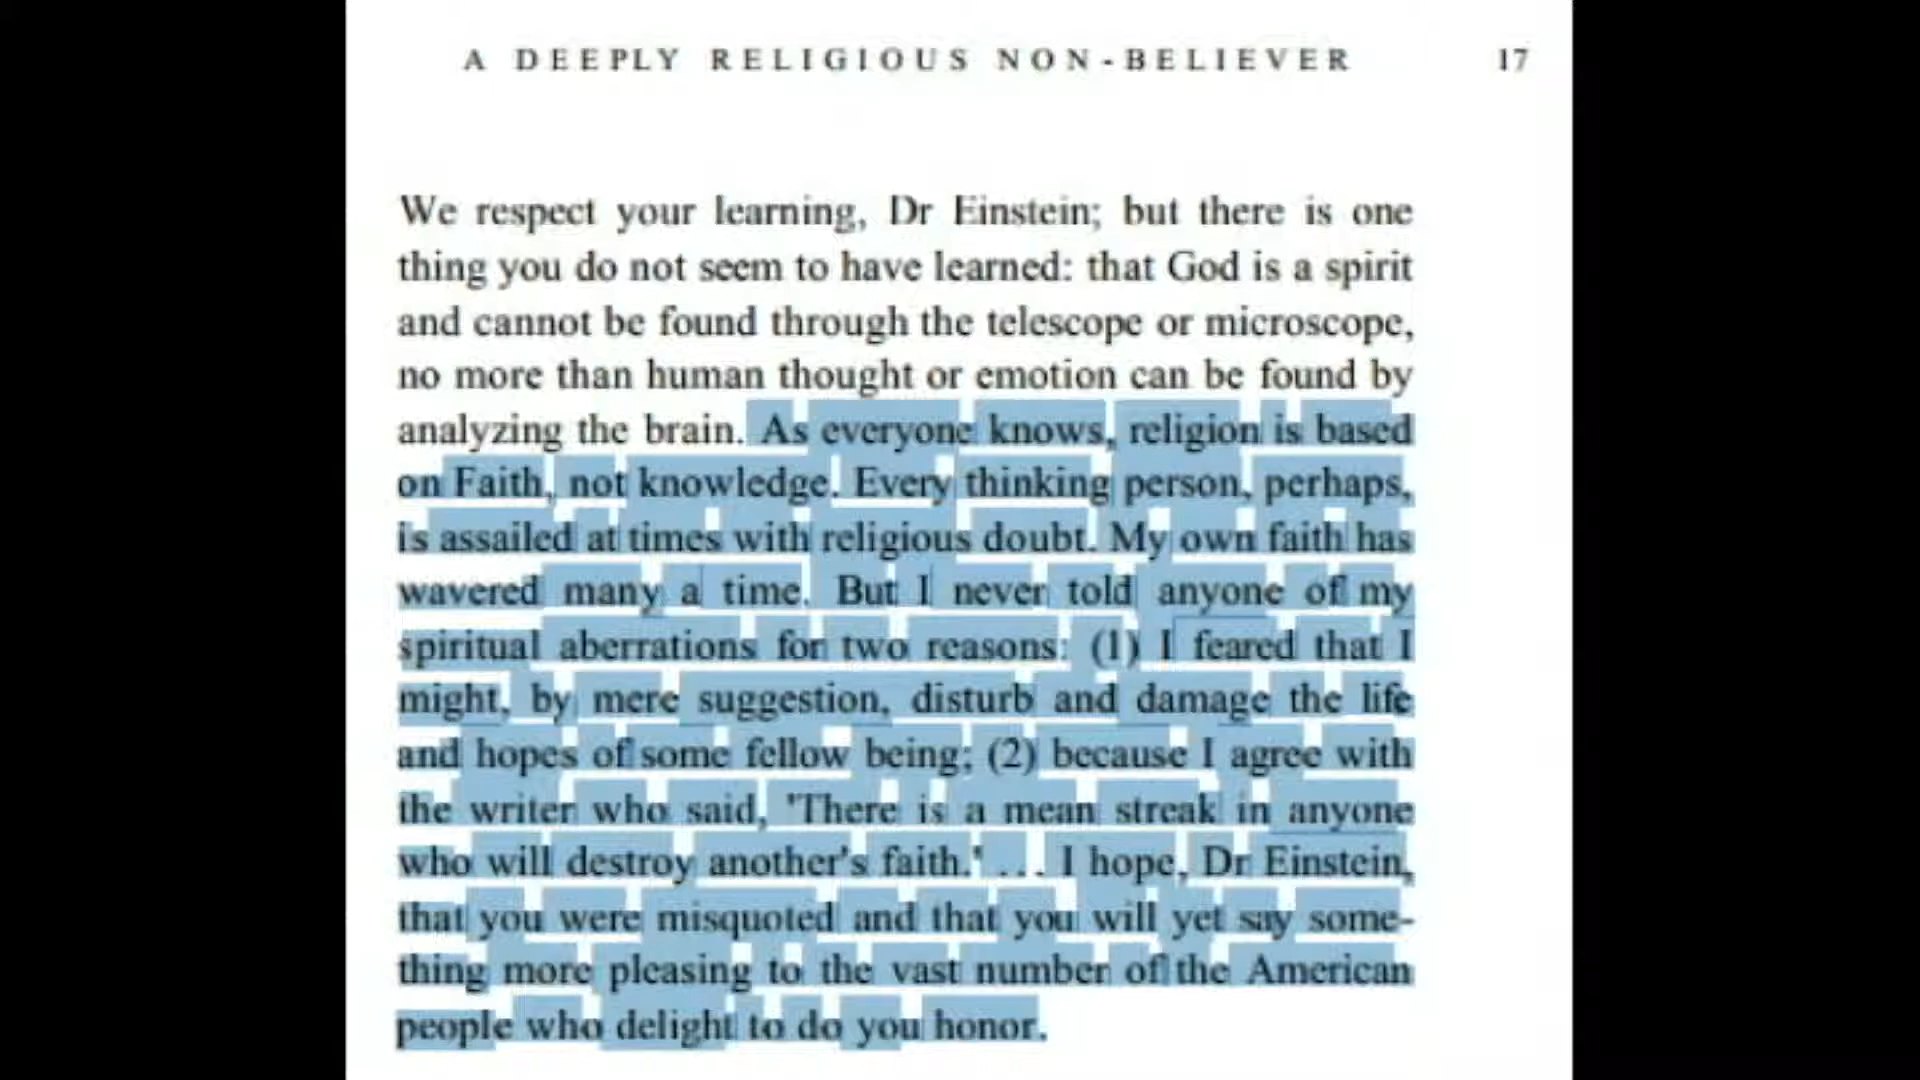 A DEEPLY RELIGIOUS NON-BELIEVER 17
We respect your learning, Dr Einstein; but there is one
thing you do not seem to have learned: that God is a spirit
and cannot be found through the telescope or microscope,
no more than human thought or emotion can be found by
analyzing the brain. As everyone knows, religion is based
on Faith, not knowledge. Every thinking person, perhaps,
is assailed at times with religious doubt. My own faith has
wavered many a time. But I never told anyone of my
spiritual aberrations for two reasons: (1) I feared that I
might, by mere suggestion, disturb and damage the life
and hopes of some fellow being; (2) because I agree with
the writer who said, 'There is a mean streak in anyone
who will destroy another's faith.' . . . I hope, Dr Einstein,
that you were misquoted and that you will yet say some-
thing more pleasing to the vast number of the American
people who delight to do you honor.